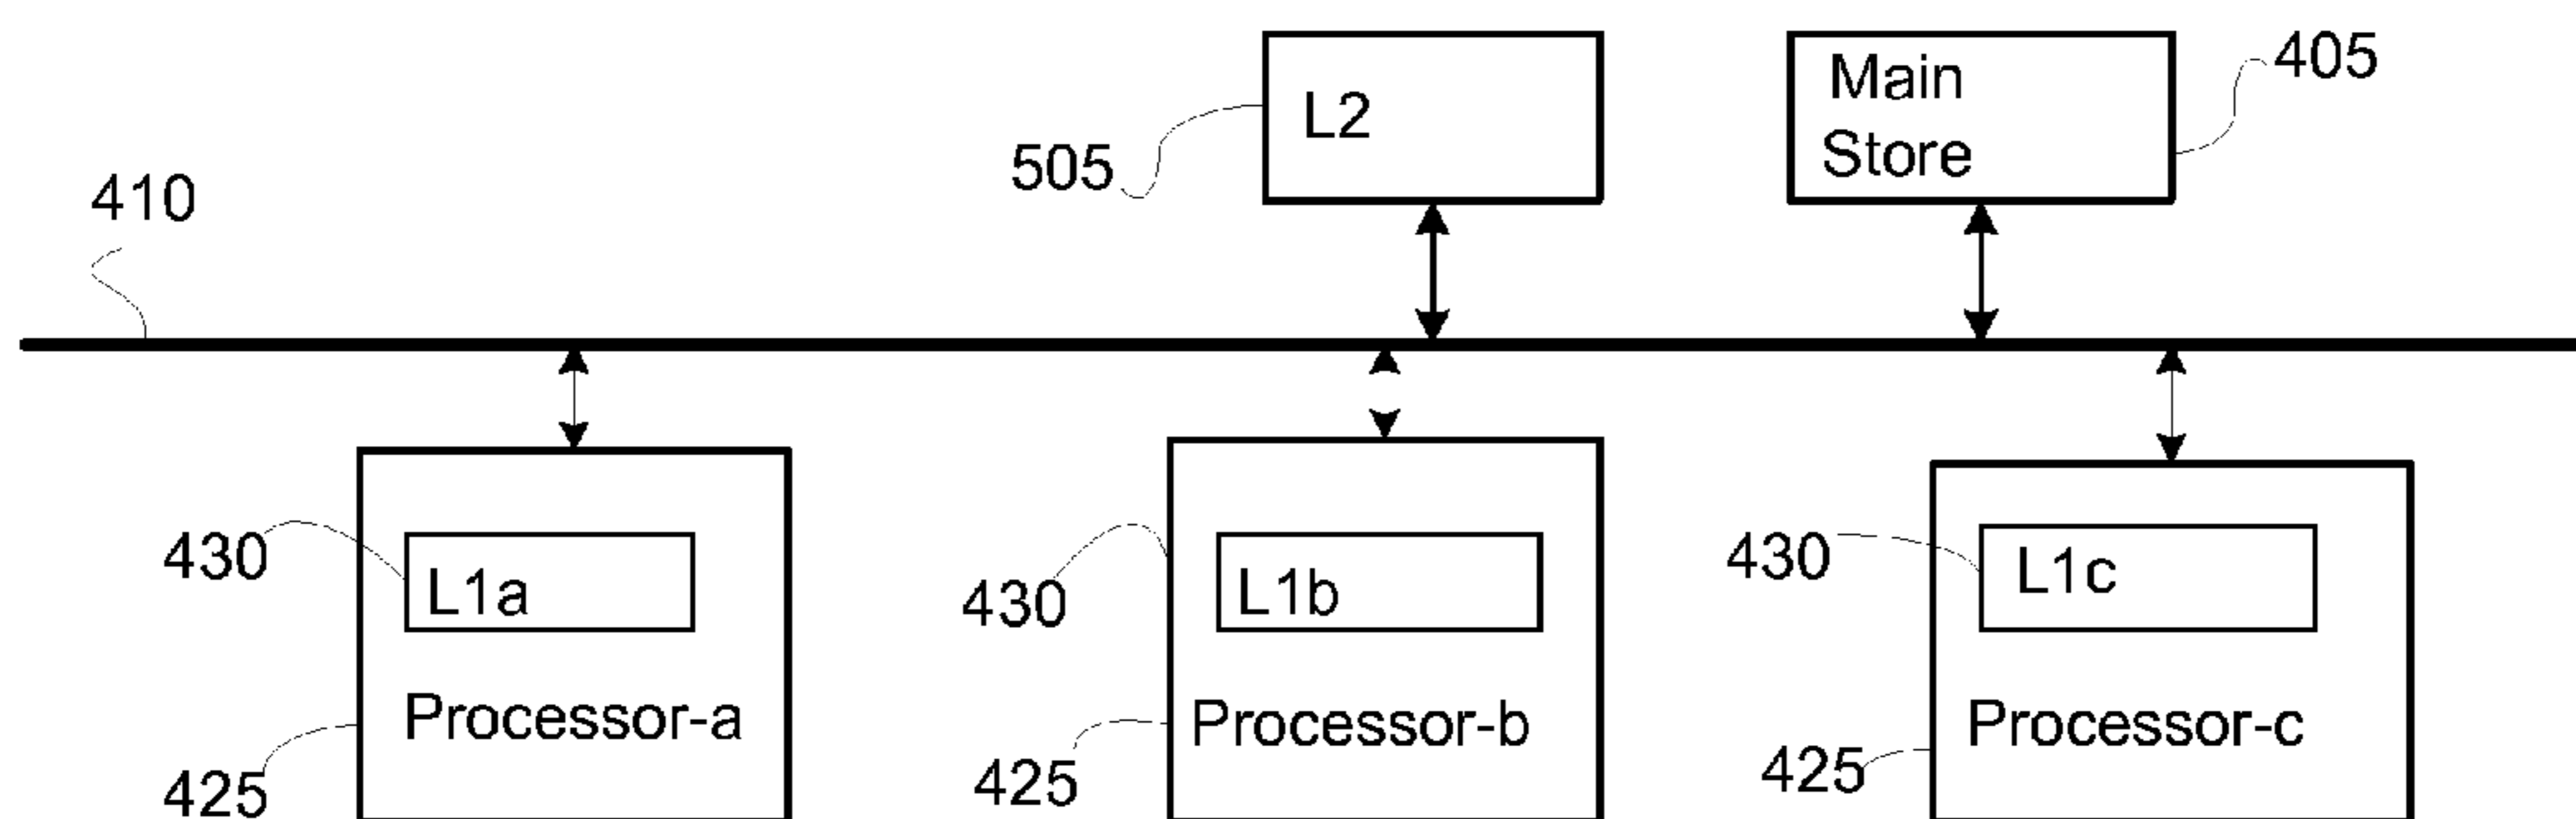 L2
Main
Store
405
505
410
430
L1a
430
L1b
430
L1c
Processor-a
Processor-b
Processor-c
425
425
425